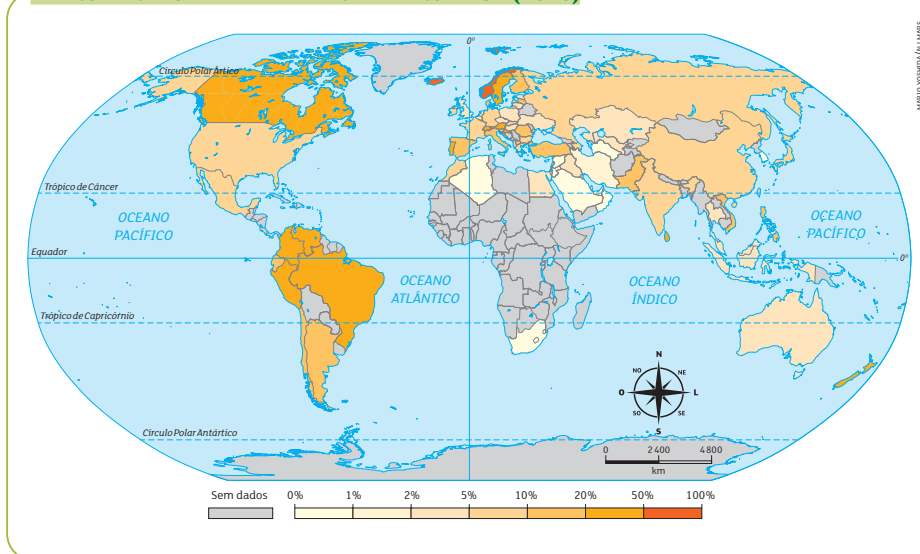 0°
Círculo Polar Ártico
Trópico de Câncer
OCEANO
PACÍFICO
OCEANO
PACÍFICO
Equador
0°
OCEANO
ATLÂNTICO
OCEANO
ÍNDICO
Trópico de Capricórnio
N
NO
NE
O
L
SO
SE
S
Círculo Polar Antártico
0 2 400 4 800
km
Sem dados 0% 1% 2% 5% 10% 20% 50% 100%